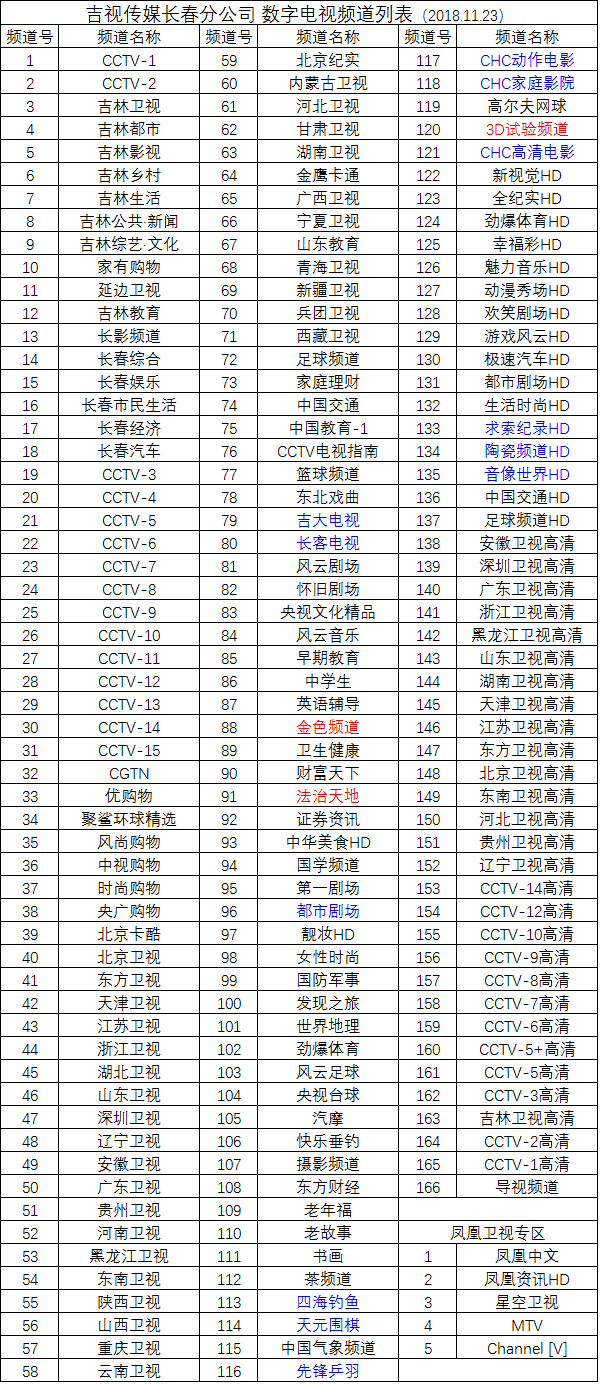 吉视传媒长春分公司 数字电视频道列表（2018.11.23）
频道号 频道名称 频道号 频道名称 频道号 频道名称
1 CCTV-1 59 北京纪实 117 CHC动作电影
2 CCTV-2 60 内蒙古卫视 118 CHC家庭影院
3 吉林卫视 61 河北卫视 119 高尔夫网球
4 吉林都市 62 甘肃卫视 120 3D试验频道
5 吉林影视 63 湖南卫视 121 CHC高清电影
6 吉林乡村 64 金鹰卡通 122 新视觉HD
7 吉林生活 65 广西卫视 123 全纪实HD
8 吉林公共·新闻 66 宁夏卫视 124 劲爆体育HD
9 吉林综艺·文化 67 山东教育 125 幸福彩HD
10 家有购物 68 青海卫视 126 魅力音乐HD
11 延边卫视 69 新疆卫视 127 动漫秀场HD
12 吉林教育 70 兵团卫视 128 欢笑剧场HD
13 长影频道 71 西藏卫视 129 游戏风云HD
14 长春综合 72 足球频道 130 极速汽车HD
15 长春娱乐 73 家庭理财 131 都市剧场HD
16 长春市民生活 74 中国交通 132 生活时尚HD
17 长春经济 75 中国教育-1 133 求索纪录HD
18 长春汽车 76 CCTV电视指南 134 陶瓷频道HD
19 CCTV-3 77 篮球频道 135 音像世界HD
20 CCTV-4 78 东北戏曲 136 中国交通HD
21 CCTV-5 79 吉大电视 137 足球频道HD
22 CCTV-6 80 长客电视 138 安徽卫视高清
23 CCTV-7 81 风云剧场 139 深圳卫视高清
24 CCTV-8 82 怀旧剧场 140 广东卫视高清
25 CCTV-9 83 央视文化精品 141 浙江卫视高清
26 CCTV-10 84 风云音乐 142 黑龙江卫视高清
27 CCTV-11 85 早期教育 143 山东卫视高清
28 CCTV-12 86 中学生 144 湖南卫视高清
29 CCTV-13 87 英语辅导 145 天津卫视高清
30 CCTV-14 88 金色频道 146 江苏卫视高清
31 CCTV-15 89 卫生健康 147 东方卫视高清
32 CGTN 90 财富天下 148 北京卫视高清
33 优购物 91 法治天地 149 东南卫视高清
34 聚鲨环球精选 92 证券资讯 150 河北卫视高清
35 风尚购物 93 中华美食HD 151 贵州卫视高清
36 中视购物 94 国学频道 152 辽宁卫视高清
37 时尚购物 95 第一剧场 153 CCTV-14高清
38 央广购物 96 都市剧场 154 CCTV-12高清
39 北京卡酷 97 靓妆HD 155 CCTV-10高清
40 北京卫视 98 女性时尚 156 CCTV-9高清
41 东方卫视 99 国防军事 157 CCTV-8高清
42 天津卫视 100 发现之旅 158 CCTV-7高清
43 江苏卫视 101 世界地理 159 CCTV-6高清
44 浙江卫视 102 劲爆体育 160 CCTV-5+高清
45 湖北卫视 103 风云足球 161 CCTV-5高清
46 山东卫视 104 央视台球 162 CCTV-3高清
47 深圳卫视 105 汽摩 163 吉林卫视高清
48 辽宁卫视 106 快乐垂钓 164 CCTV-2高清
49 安徽卫视 107 摄影频道 165 CCTV-1高清
50 广东卫视 108 东方财经 166 导视频道
51 贵州卫视 109 老年福
52 河南卫视 110 老故事 凤凰卫视专区
53 黑龙江卫视 111 书画 1 凤凰中文
54 东南卫视 112 茶频道 2 凤凰资讯HD
55 陕西卫视 113 四海钓鱼 3 星空卫视
56 山西卫视 114 天元围棋 4 MTV
57 重庆卫视 115 中国气象频道 5 Channel [V]
58 云南卫视 116 先锋乒羽